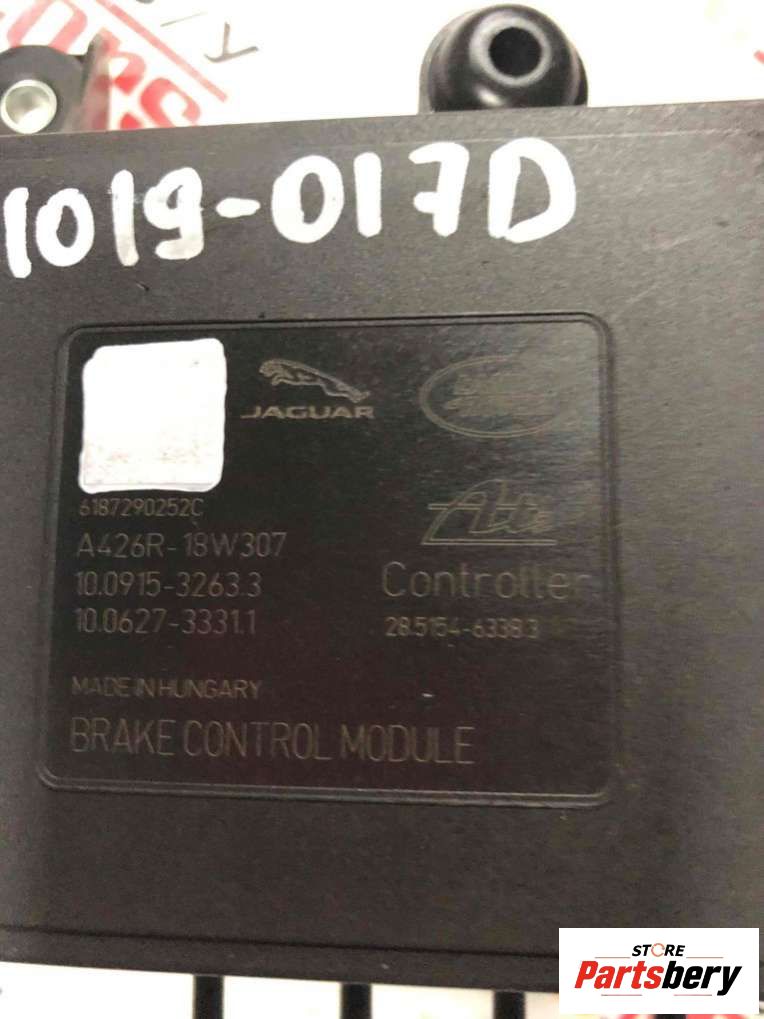 1019-017D
JAGUAR
6187290252C
A426R-18W307
10.0915-3263.3
10.0627-3331.1
Ate
Controller
28.5154-6338.3
MADE IN HUNGARY
BRAKE CONTROL MODULE
STORE
Partsbery